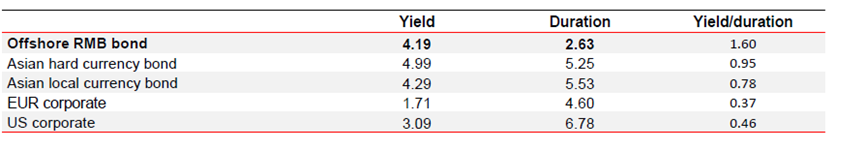 Yield Duration Yield/duration
Offshore RMB bond 4.19 2.63 1.60
Asian hard currency bond 4.99 5.25 0.95
Asian local currency bond 4.29 5.53 0.78
EUR corporate 1.71 4.60 0.37
US corporate 3.09 6.78 0.46